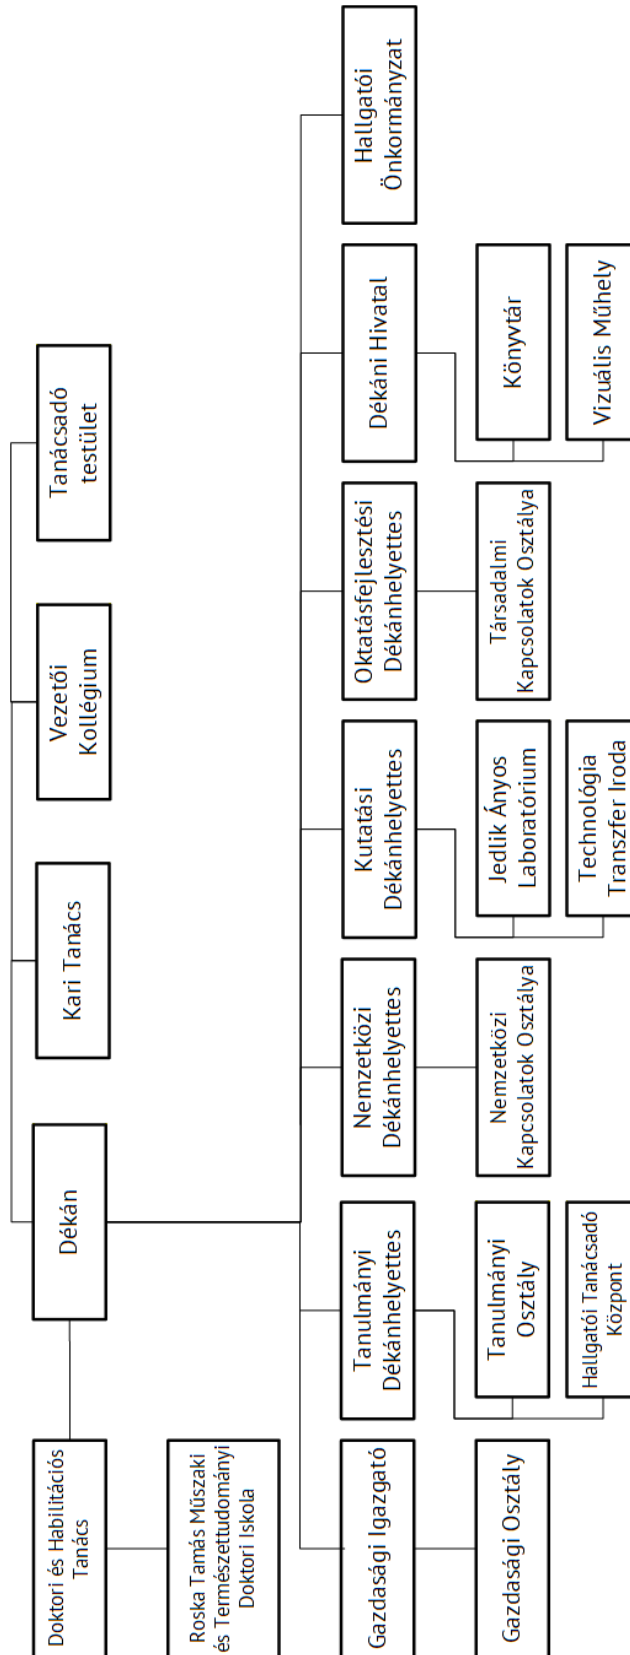 Doktori és Habilitációs
Tanács
Dékán
Kari Tanács
Vezetői
Kollégium
Tanácsadó
testület
Roska Tamás Műszaki
és Természettudományi
Doktori Iskola
Gazdasági Igazgató
Tanulmányi
Dékánhelyettes
Nemzetközi
Dékánhelyettes
Kutatási
Dékánhelyettes
Oktatásfejlesztési
Dékánhelyettes
Dékáni Hivatal
Hallgatói
Önkormányzat
Gazdasági Osztály
Tanulmányi
Osztály
Nemzetközi
Kapcsolatok Osztálya
Jedlik Ányos
Laboratórium
Társadalmi
Kapcsolatok Osztálya
Könyvtár
Hallgatói Tanácsadó
Központ
Technológia
Transzfer Iroda
Vizuális Műhely